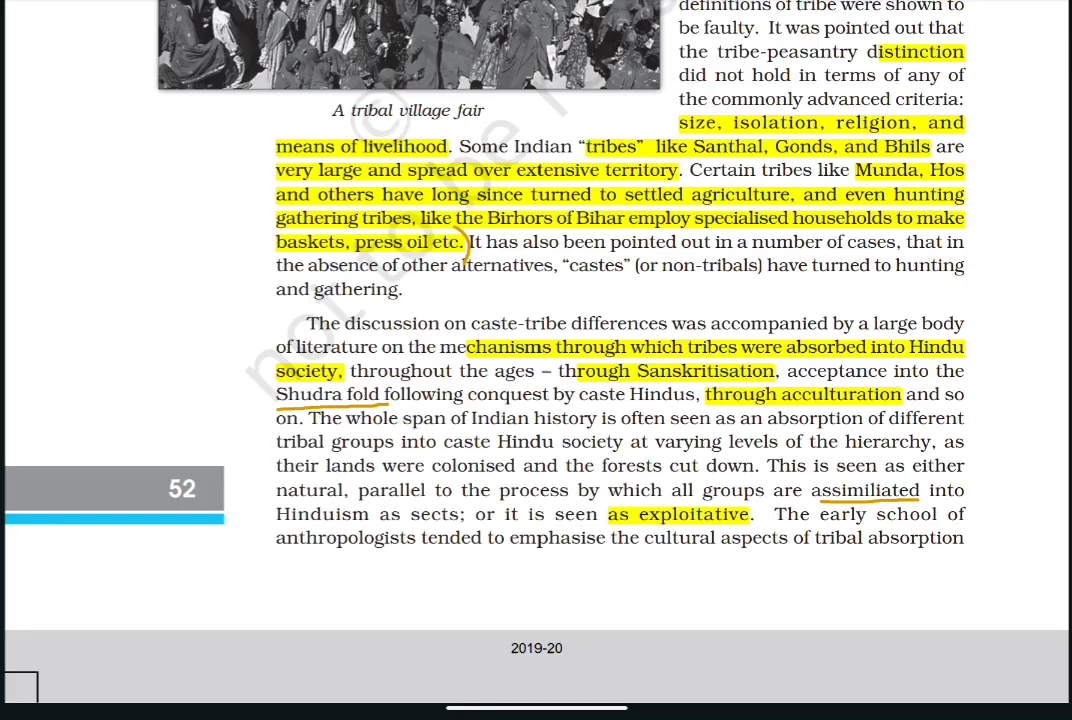 definitions of tribe were shown to
be faulty. It was pointed out that
the tribe-peasantry distinction
did not hold in terms of any of
the commonly advanced criteria:
A tribal village fair
size, isolation, religion, and
means of livelihood. Some Indian “tribes” like Santhal, Gonds, and Bhils are
very large and spread over extensive territory. Certain tribes like Munda, Hos
and others have long since turned to settled agriculture, and even hunting
gathering tribes, like the Birhors of Bihar employ specialised households to make
baskets, press oil etc. It has also been pointed out in a number of cases, that in
the absence of other alternatives, “castes” (or non-tribals) have turned to hunting
and gathering.
The discussion on caste-tribe differences was accompanied by a large body
of literature on the mechanisms through which tribes were absorbed into Hindu
society, throughout the ages – through Sanskritisation, acceptance into the
Shudra fold following conquest by caste Hindus, through acculturation and so
on. The whole span of Indian history is often seen as an absorption of different
tribal groups into caste Hindu society at varying levels of the hierarchy, as
their lands were colonised and the forests cut down. This is seen as either
natural, parallel to the process by which all groups are assimiliated into
Hinduism as sects; or it is seen as exploitative. The early school of
anthropologists tended to emphasise the cultural aspects of tribal absorption
52
2019-20
© not to be r